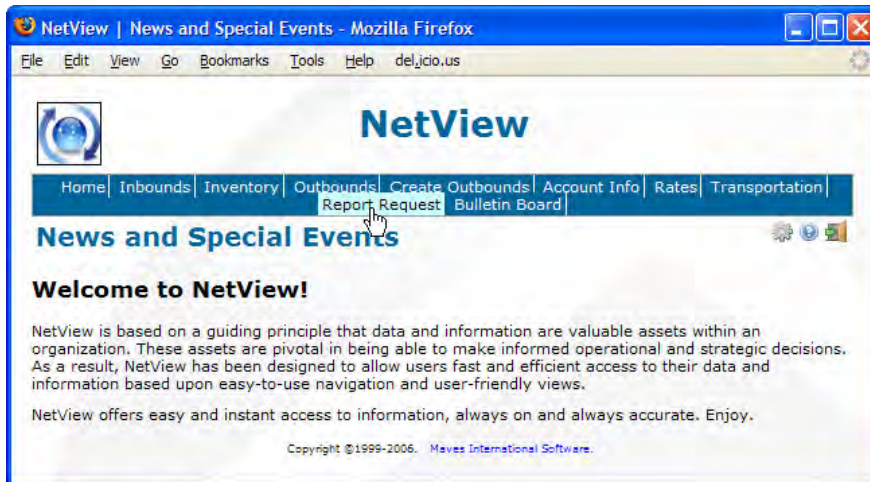 NetView | News and Special Events - Mozilla Firefox
File Edit View Go Bookmarks Tools Help del.icio.us
NetView
Home| Inbounds| Inventory| Outbounds| Create Outbounds| Account Info| Rates| Transportation|
Report Request Bulletin Board|
News and Special Events
Welcome to NetView!
NetView is based on a guiding principle that data and information are valuable assets within an
organization. These assets are pivotal in being able to make informed operational and strategic decisions.
As a result, NetView has been designed to allow users fast and efficient access to their data and
information based upon easy-to-use navigation and user-friendly views.
NetView offers easy and instant access to information, always on and always accurate. Enjoy.
Copyright ©1999-2006. Maves International Software.